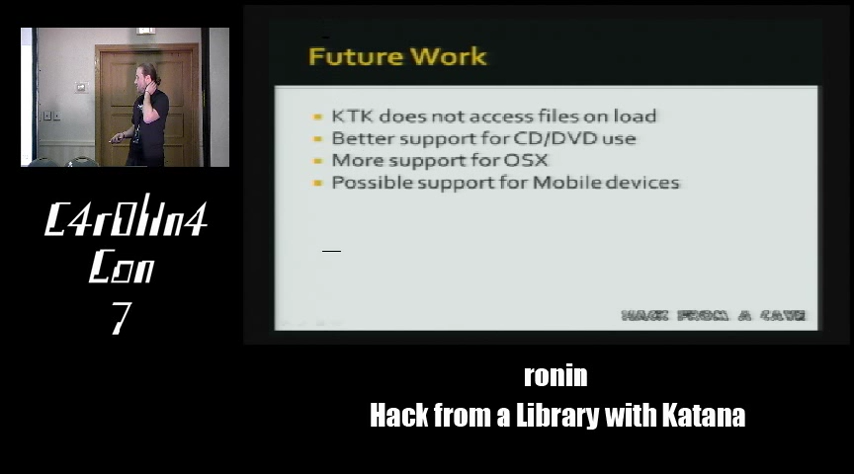 Future Work
KTK does not access files on load
Better support for CD/DVD use
More support for OSX
Possible support for Mobile devices
HACK FROM A CAVE
C4r0l1n4
Con
7
ronin
Hack from a Library with Katana